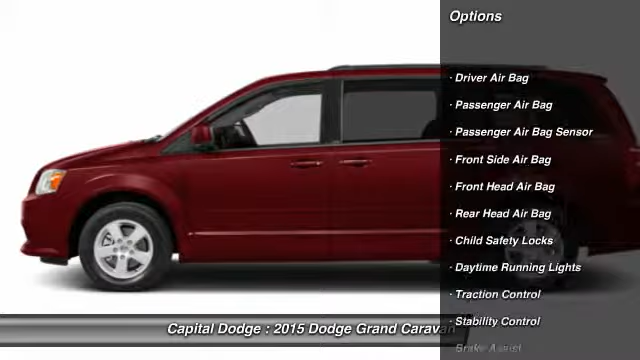 Options
· Driver Air Bag
· Passenger Air Bag
· Passenger Air Bag Sensor
· Front Side Air Bag
· Front Head Air Bag
· Rear Head Air Bag
· Child Safety Locks
· Daytime Running Lights
· Traction Control
· Stability Control
· Brake Assist
Capital Dodge : 2015 Dodge Grand Caravan